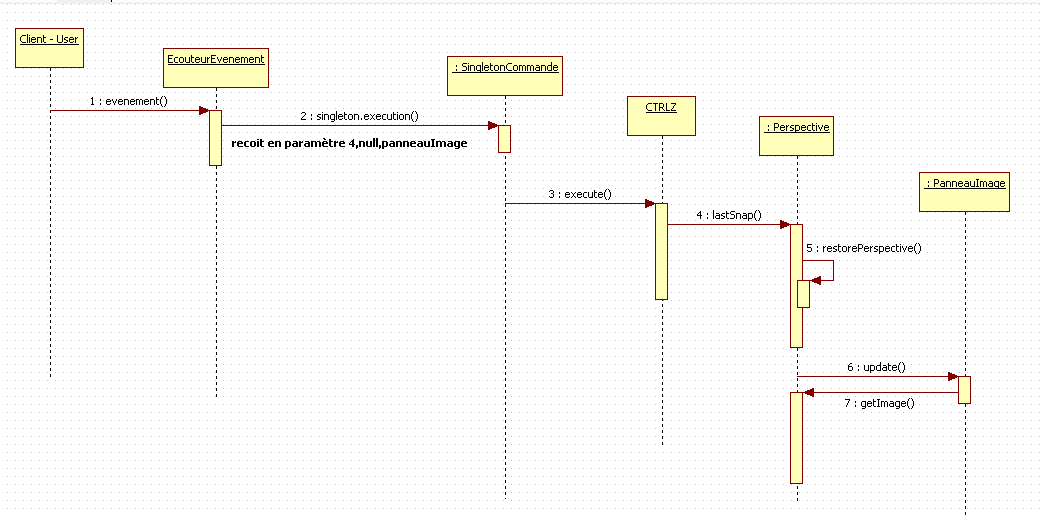 Client - User
EcouteurEvenement
: SingletonCommande
CTRLZ
: Perspective
: PanneauImage
1 : evenement()
2 : singleton.execution()
recoit en paramètre 4,null,panneauImage
3 : execute()
4 : lastSnap()
5 : restorePerspective()
6 : update()
7 : getImage()